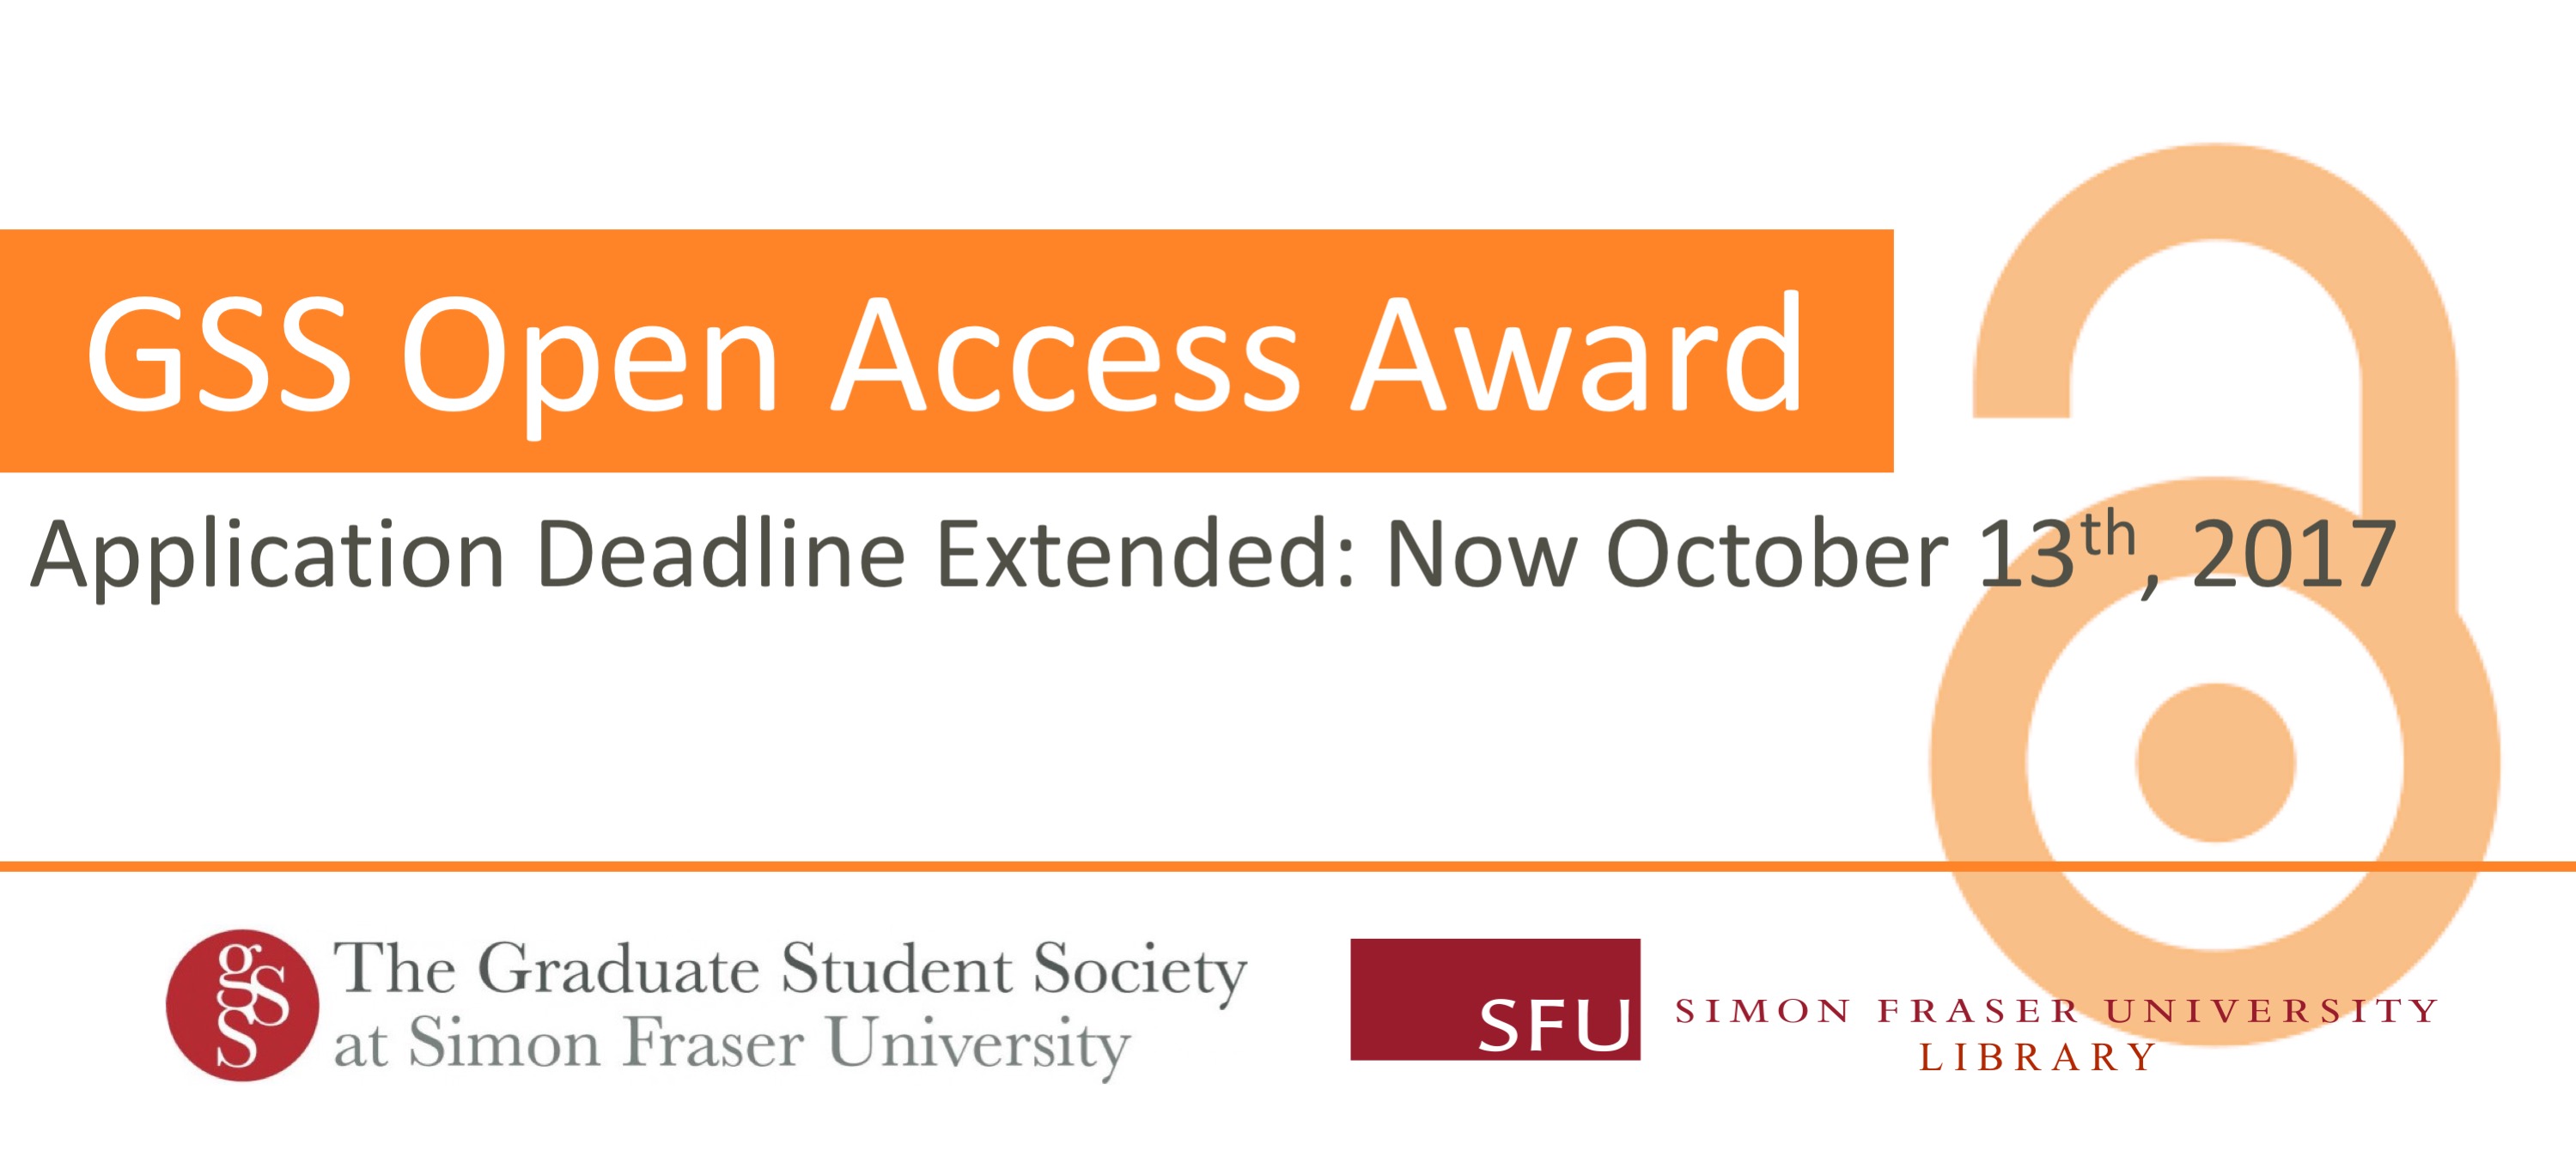 GSS Open Access Award
Application Deadline Extended: Now October 13th, 2017
gss
The Graduate Student Society
at Simon Fraser University
SFU
SIMON FRASER UNIVERSITY
LIBRARY